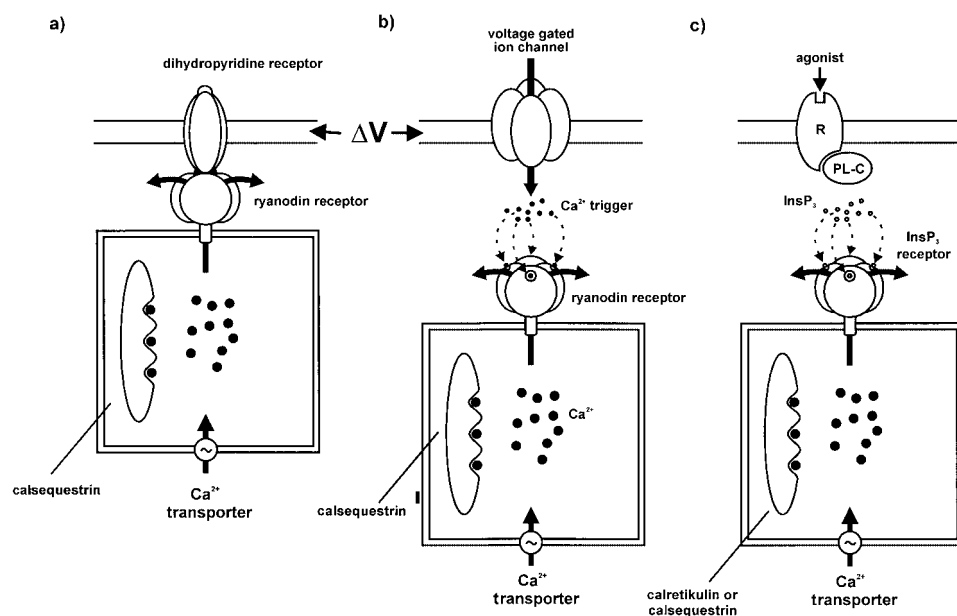 a)
dihydropyridine receptor
ΔV
ryanodin receptor
calsequestrin
Ca²⁺
transporter
b)
voltage gated
ion channel
Ca²⁺ trigger
ryanodin receptor
Ca²⁺
calsequestrin
Ca²⁺
transporter
c)
agonist
R
PL-C
InsP₃
InsP₃
receptor
calretikulin or
calsequestrin
Ca²⁺
transporter